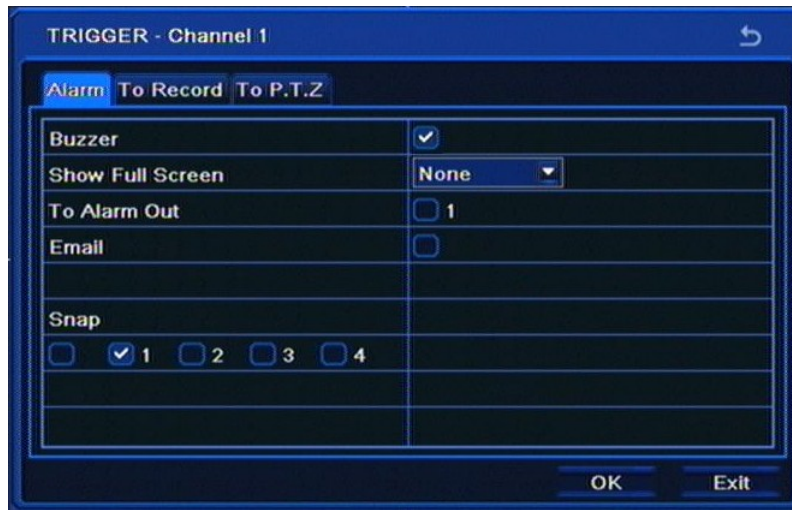 TRIGGER - Channel 1
Alarm To Record To P.T.Z
Buzzer
Show Full Screen None
To Alarm Out 1
Email
Snap
1 2 3 4
OK Exit